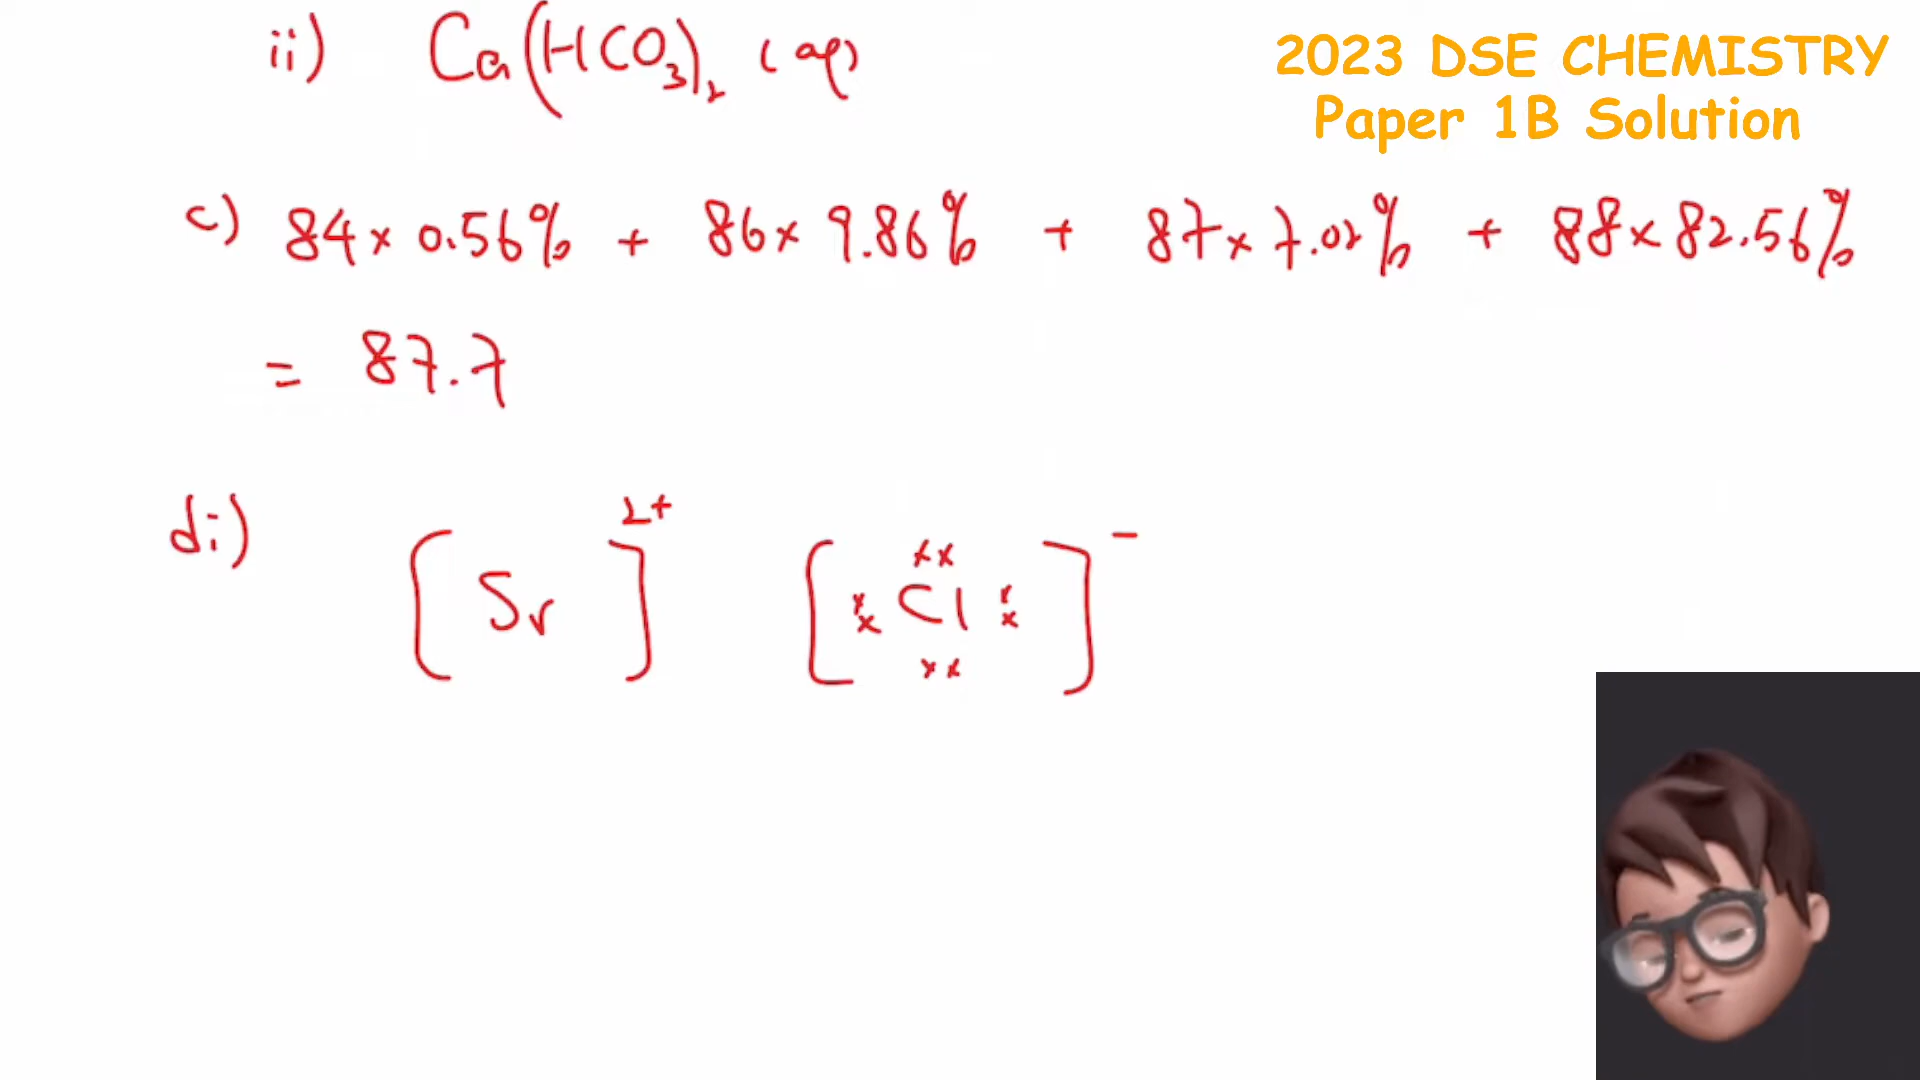 2023 DSE CHEMISTRY
Paper 1B Solution
ii) Ca(HCO₃)₂ (aq)
c) 84 × 0.56% + 86 × 9.86% + 87 × 7.02% + 88 × 82.56%
= 87.7
di) [Sr]²⁺ [Cl]⁻